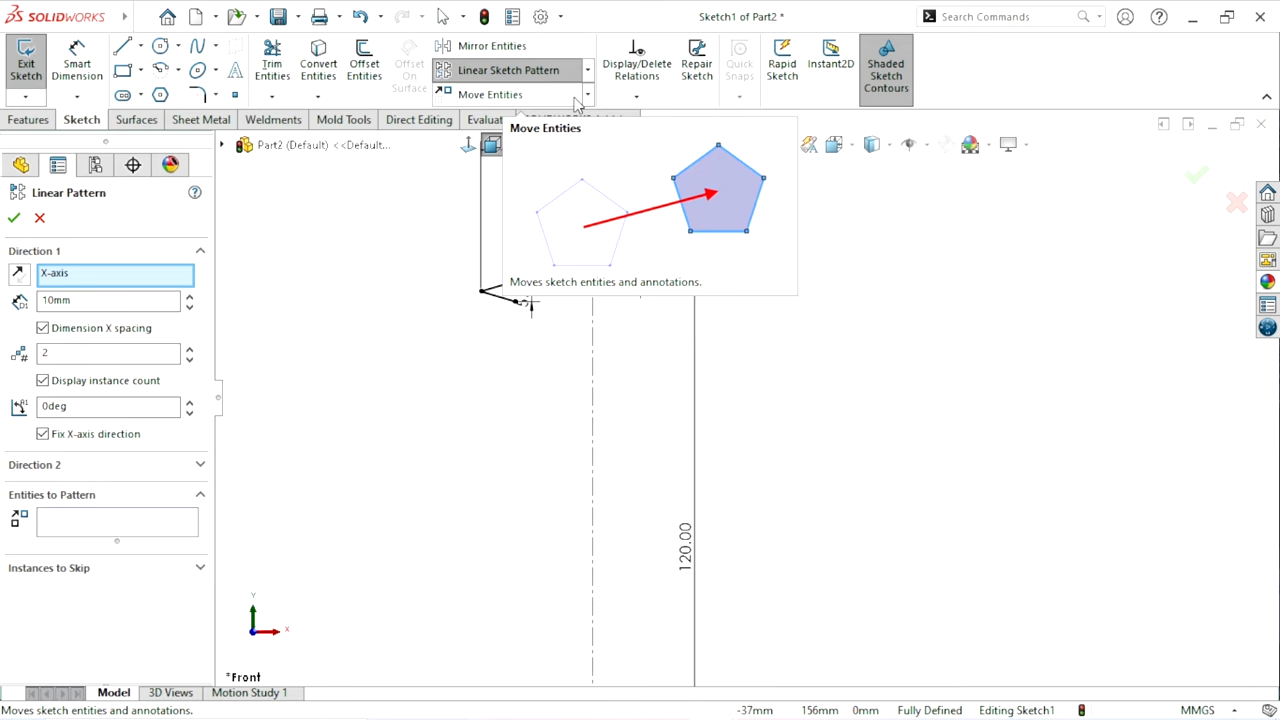 SOLIDWORKS
Sketch1 of Part2 *
Search Commands
Exit Sketch
Smart Dimension
Trim Entities
Convert Entities
Offset Entities
Offset On Surface
Mirror Entities
Linear Sketch Pattern
Move Entities
Display/Delete Relations
Repair Sketch
Quick Snaps
Rapid Sketch
Instant2D
Shaded Sketch Contours
Features
Sketch
Surfaces
Sheet Metal
Weldments
Mold Tools
Direct Editing
Evaluat
Move Entities
Moves sketch entities and annotations.
Part2 (Default) <<Default...
Linear Pattern
Direction 1
X-axis
10mm
Dimension X spacing
2
Display instance count
0deg
Fix X-axis direction
Direction 2
Entities to Pattern
Instances to Skip
120.00
Y
X
*Front
Model
3D Views
Motion Study 1
Moves sketch entities and annotations.
-37mm
156mm
0mm
Fully Defined
Editing Sketch1
MMGS